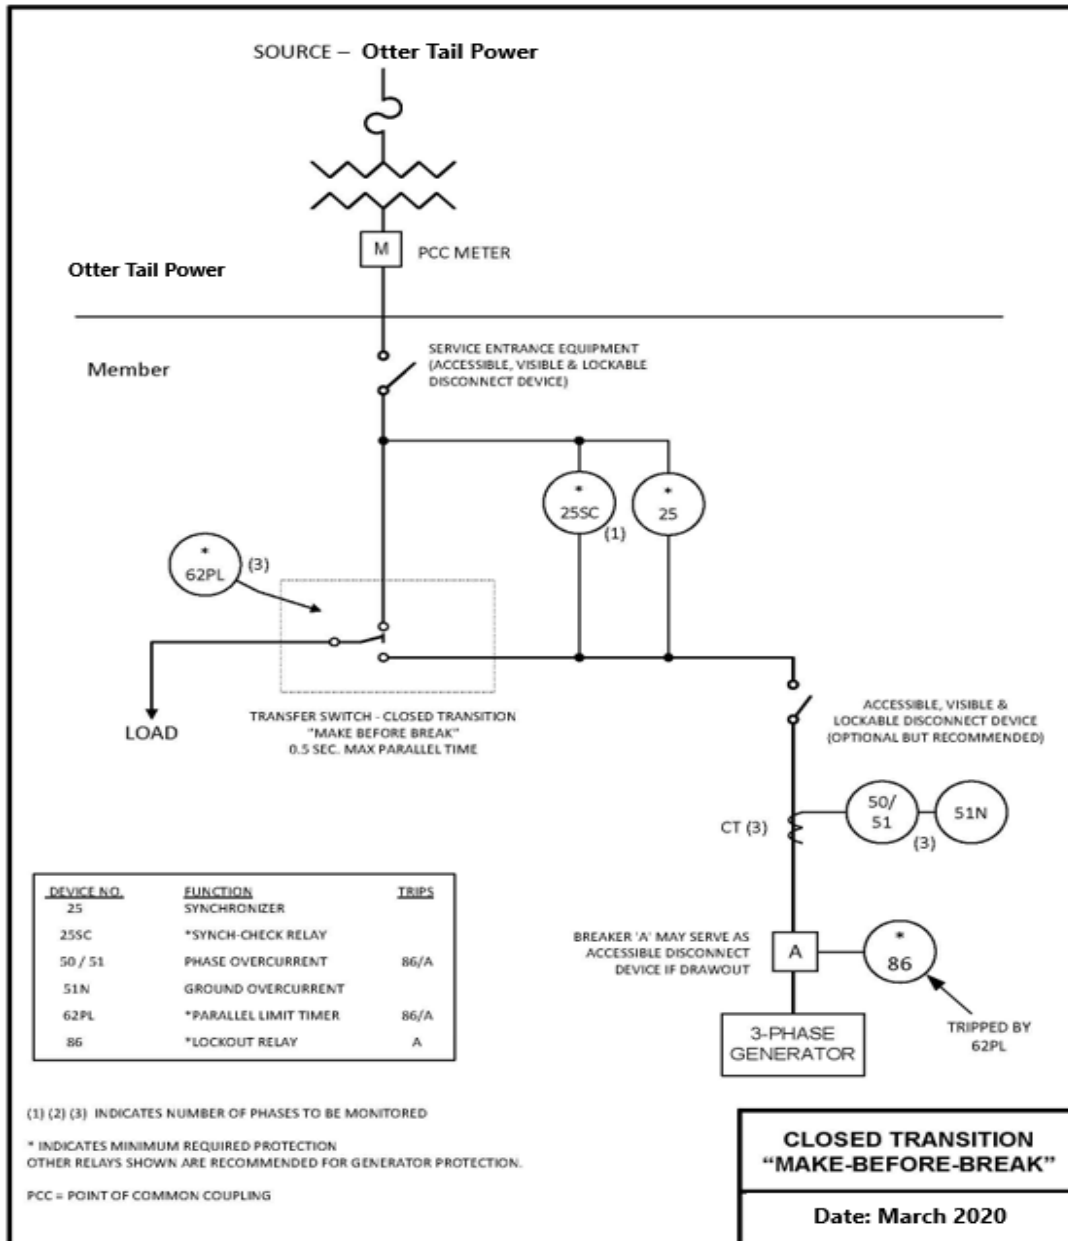 SOURCE – Otter Tail Power
M
PCC METER
Otter Tail Power
Member
SERVICE ENTRANCE EQUIPMENT
(ACCESSIBLE, VISIBLE & LOCKABLE
DISCONNECT DEVICE)
*
25SC
(1)
*
25
*
62PL
(3)
LOAD
TRANSFER SWITCH - CLOSED TRANSITION
"MAKE BEFORE BREAK"
0.5 SEC. MAX PARALLEL TIME
ACCESSIBLE, VISIBLE &
LOCKABLE DISCONNECT DEVICE
(OPTIONAL BUT RECOMMENDED)
CT (3)
50/
51
(3)
51N
BREAKER 'A' MAY SERVE AS
ACCESSIBLE DISCONNECT
DEVICE IF DRAWOUT
A
*
86
TRIPPED BY
62PL
3-PHASE
GENERATOR
DEVICE NO. FUNCTION TRIPS
25 SYNCHRONIZER
25SC *SYNCH-CHECK RELAY
50 / 51 PHASE OVERCURRENT 86/A
51N GROUND OVERCURRENT
62PL *PARALLEL LIMIT TIMER 86/A
86 *LOCKOUT RELAY A
(1) (2) (3) INDICATES NUMBER OF PHASES TO BE MONITORED
* INDICATES MINIMUM REQUIRED PROTECTION
OTHER RELAYS SHOWN ARE RECOMMENDED FOR GENERATOR PROTECTION.
PCC = POINT OF COMMON COUPLING
CLOSED TRANSITION
“MAKE-BEFORE-BREAK”
Date: March 2020